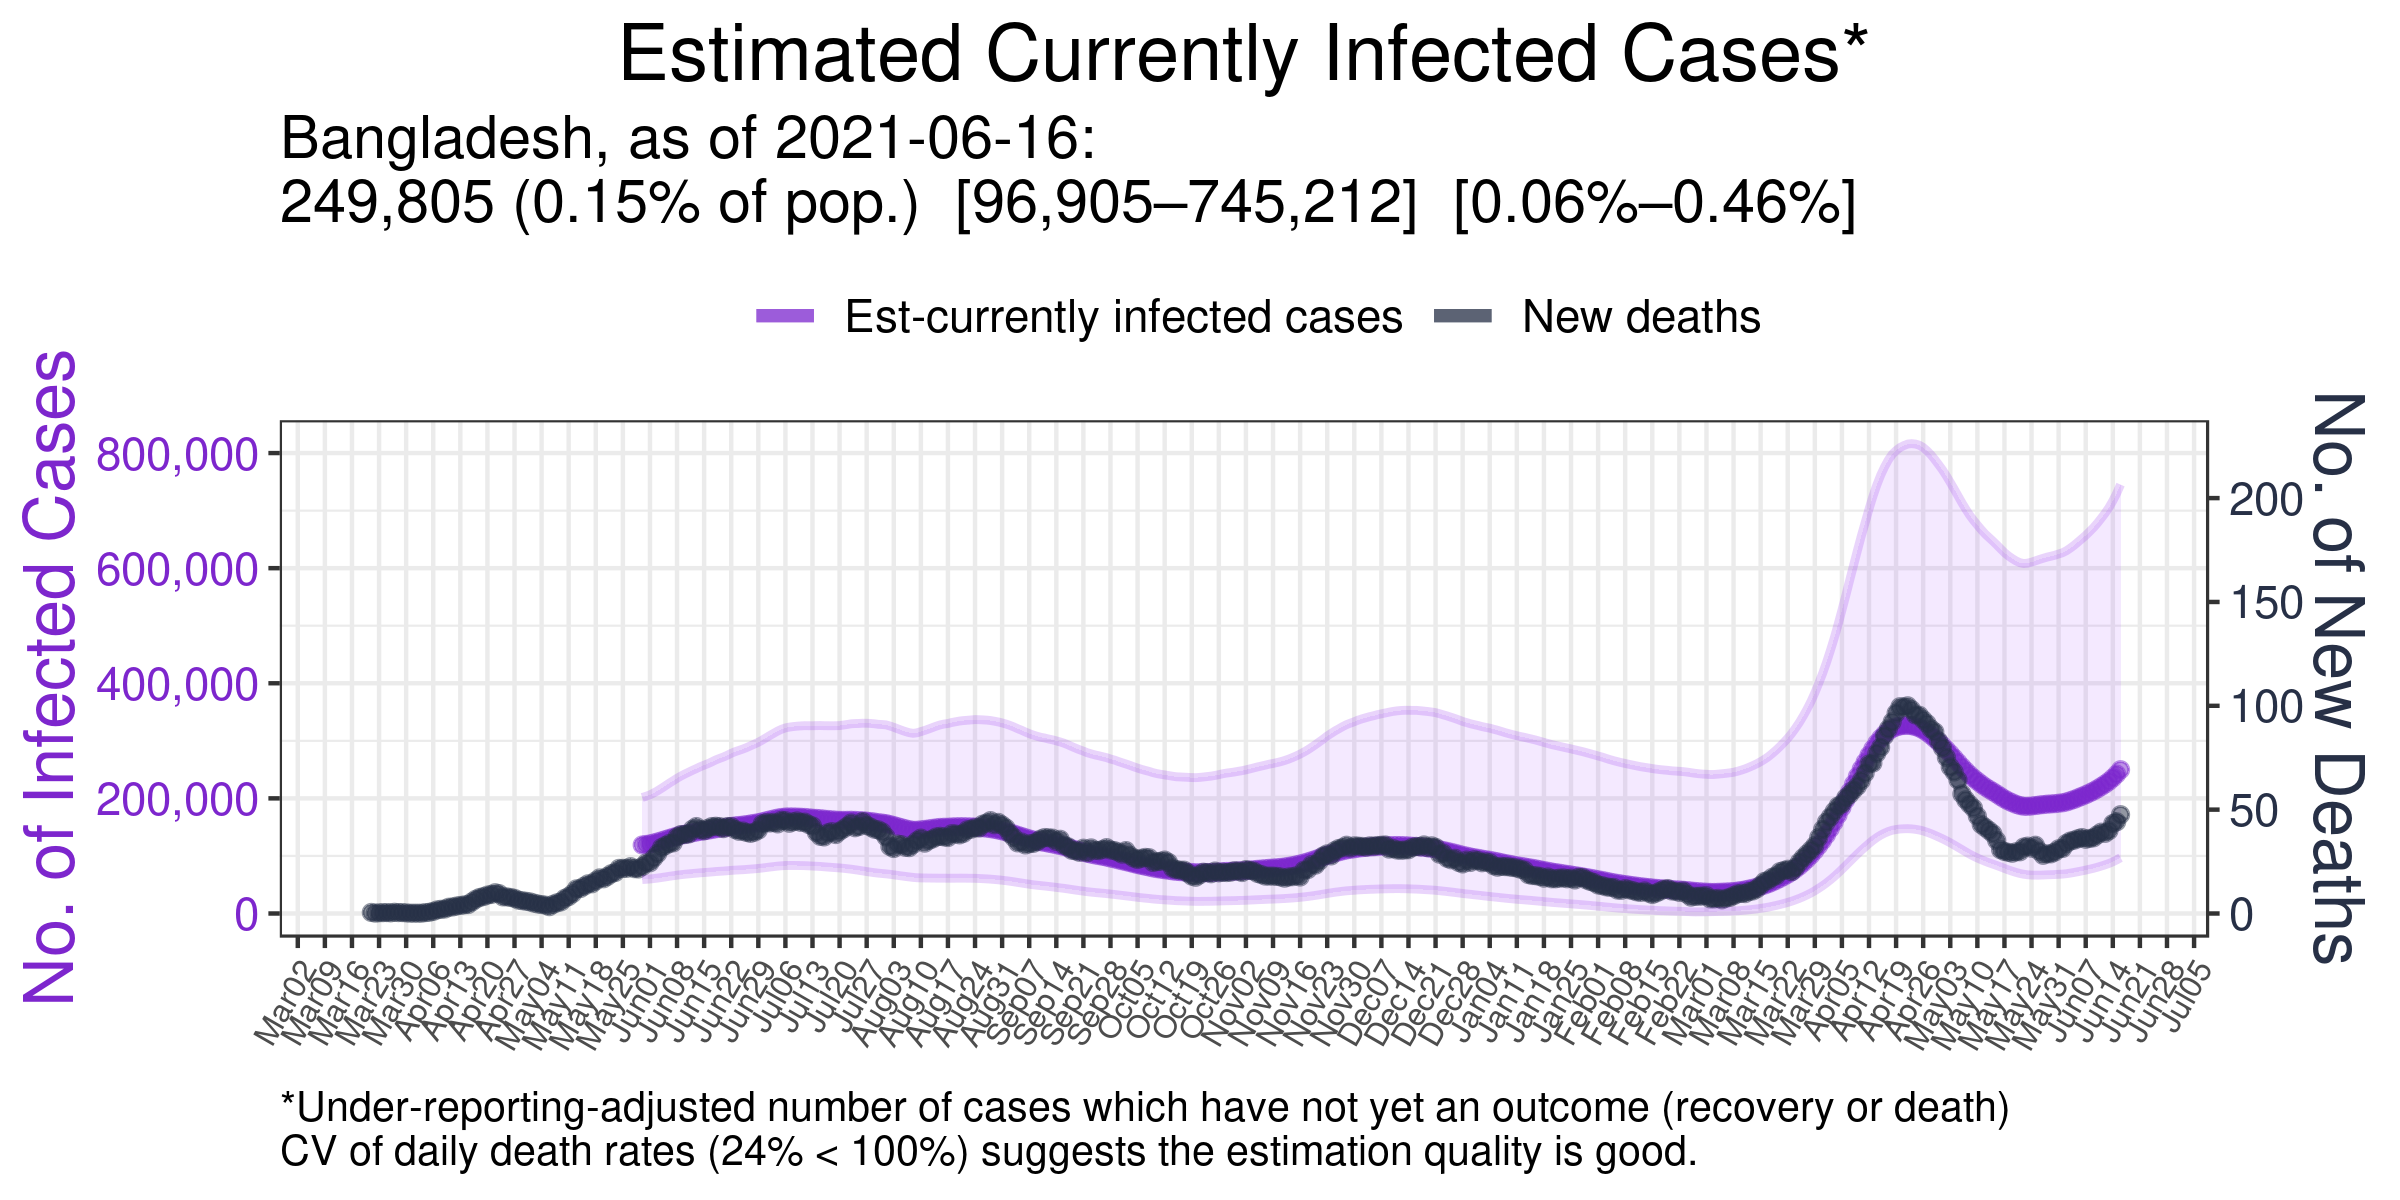 Estimated Currently Infected Cases*
Bangladesh, as of 2021-06-16:
249,805 (0.15% of pop.) [96,905–745,212] [0.06%–0.46%]
Est-currently infected cases
New deaths
No. of Infected Cases
800,000
600,000
400,000
200,000
0
No. of New Deaths
200
150
100
50
0
Mar02
Mar09
Mar16
Mar23
Mar30
Apr06
Apr13
Apr20
Apr27
May04
May11
May18
May25
Jun01
Jun08
Jun15
Jun22
Jun29
Jul06
Jul13
Jul20
Jul27
Aug03
Aug10
Aug17
Aug24
Aug31
Sep07
Sep14
Sep21
Sep28
Oct05
Oct12
Oct19
Oct26
Nov02
Nov09
Nov16
Nov23
Nov30
Dec07
Dec14
Dec21
Dec28
Jan04
Jan11
Jan18
Jan25
Feb01
Feb08
Feb15
Feb22
Mar01
Mar08
Mar15
Mar22
Mar29
Apr05
Apr12
Apr19
Apr26
May03
May10
May17
May24
May31
Jun07
Jun14
Jun21
Jun28
Jul05
*Under-reporting-adjusted number of cases which have not yet an outcome (recovery or death)
CV of daily death rates (24% < 100%) suggests the estimation quality is good.